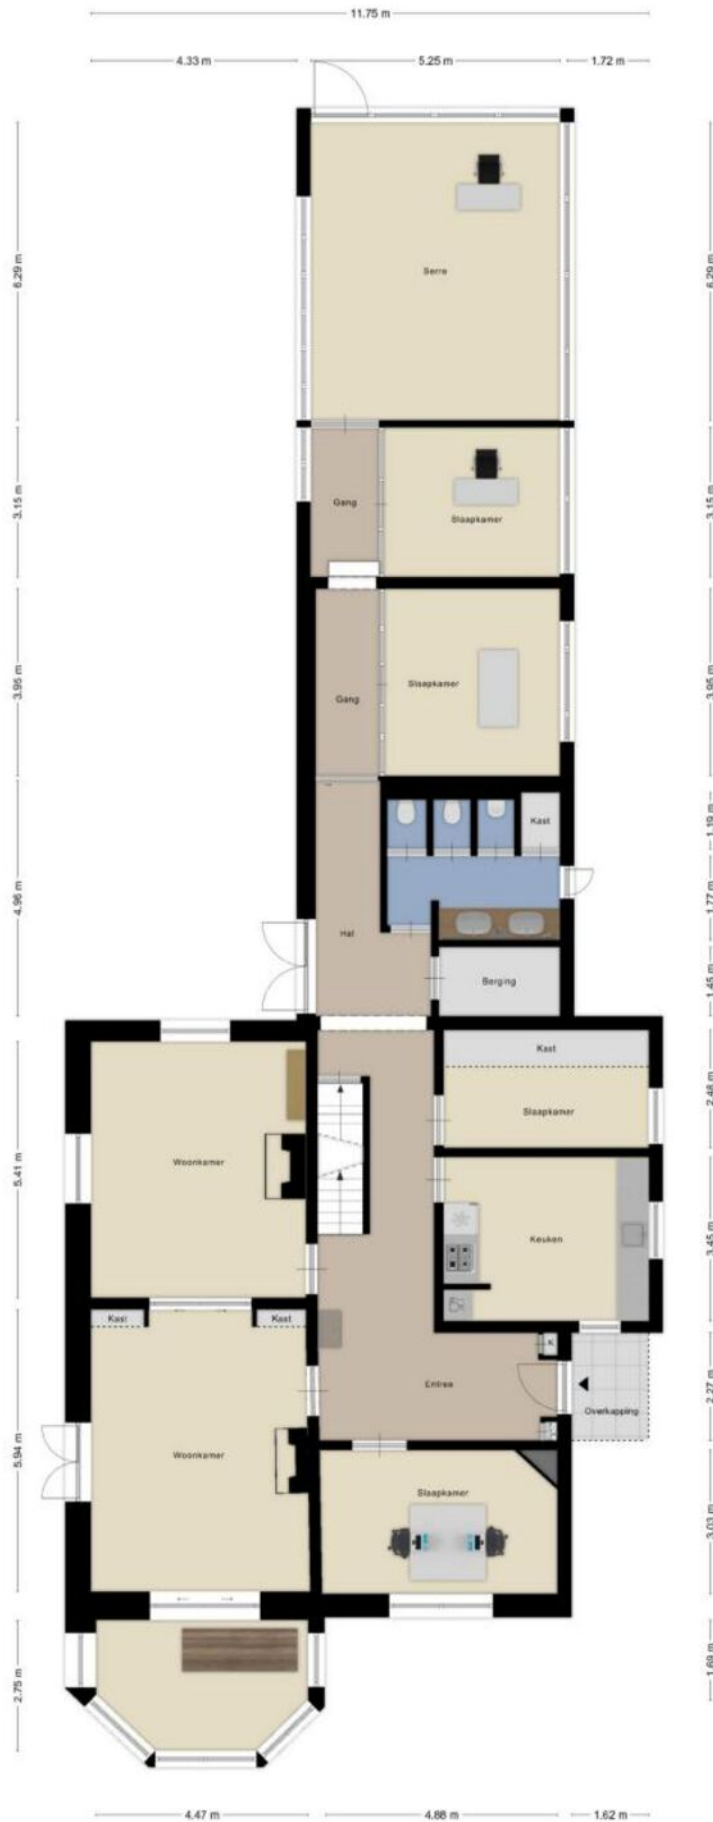 11.75 m
4.33 m
5.25 m
1.72 m
6.29 m
6.29 m
Serre
3.15 m
3.15 m
Gang
Slaapkamer
3.95 m
3.95 m
Gang
Slaapkamer
4.96 m
1.19 m
Kast
1.77 m
Hal
Berging
1.45 m
Kast
2.48 m
Slaapkamer
5.41 m
Woonkamer
3.45 m
Keuken
Kast
Kast
K
2.27 m
Entree
Overkapping
5.94 m
Woonkamer
Slaapkamer
3.03 m
2.75 m
1.69 m
4.47 m
4.88 m
1.62 m